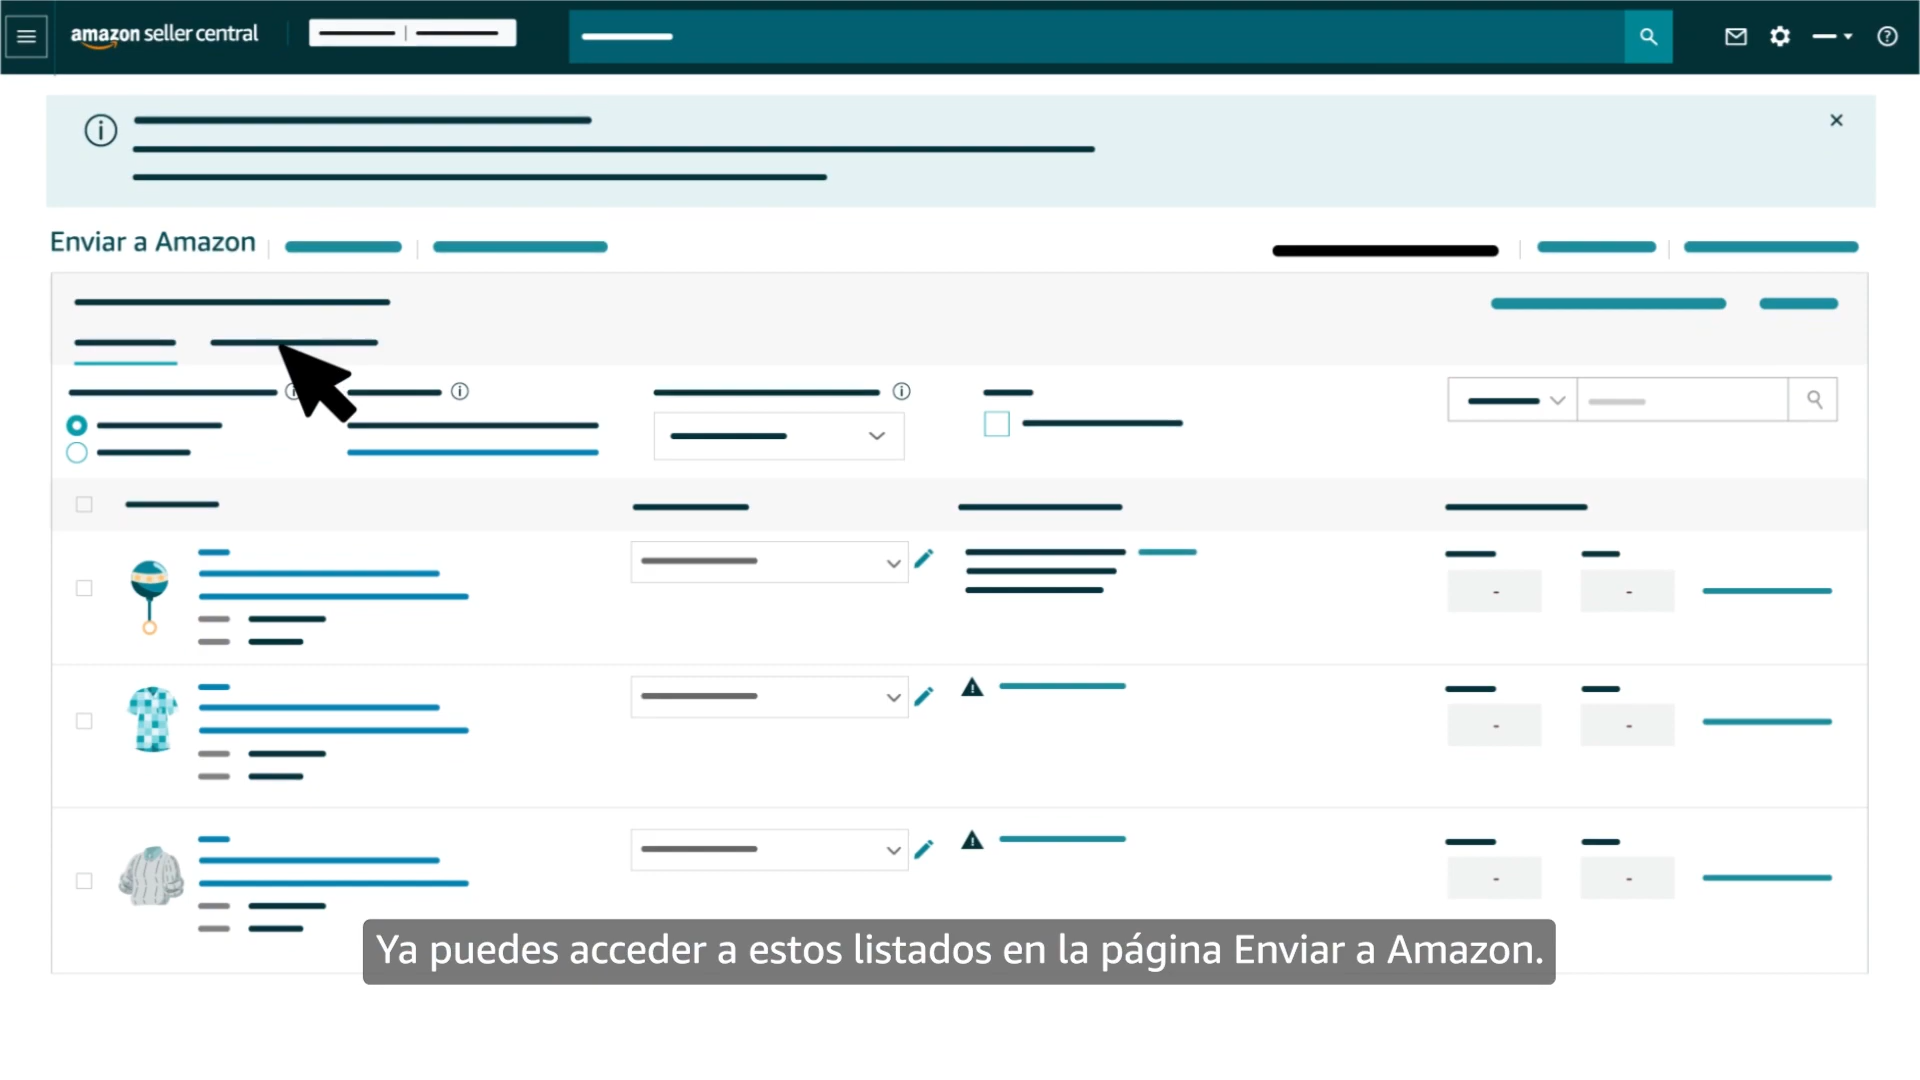 amazon seller central
Enviar a Amazon
-
-
-
-
-
-
Ya puedes acceder a estos listados en la página Enviar a Amazon.